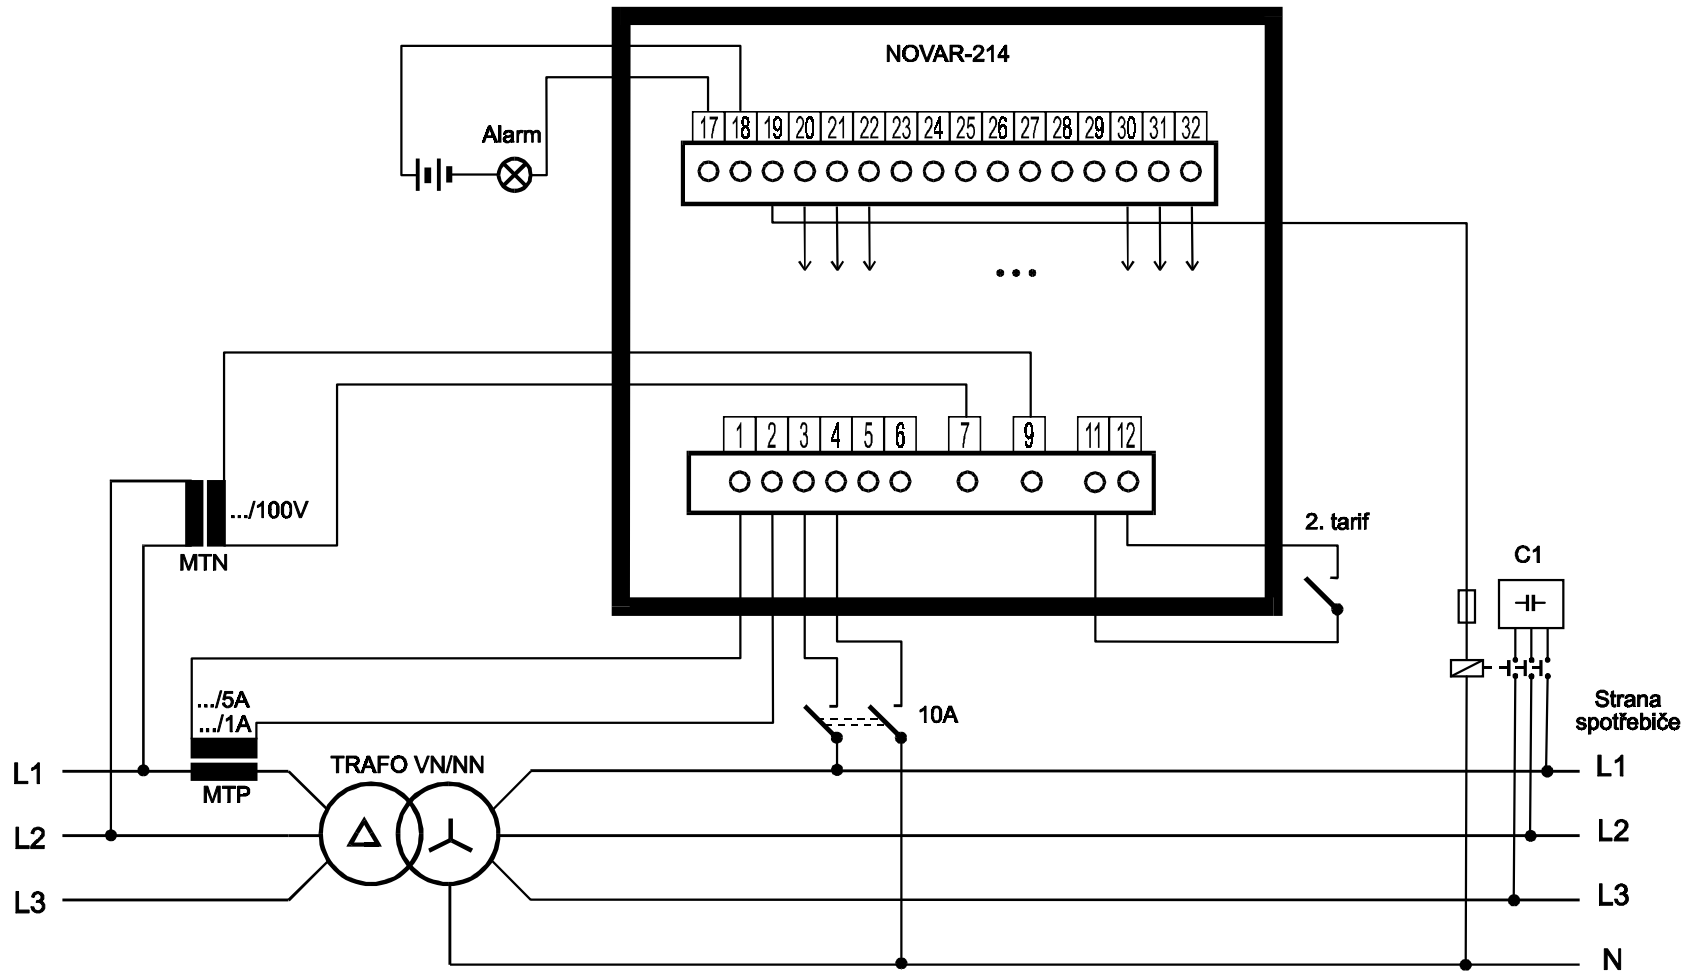 NOVAR-214
17 18 19 20 21 22 23 24 25 26 27 28 29 30 31 32
Alarm
1 2 3 4 5 6 7 9 11 12
.../100V
MTN
2. tarif
C1
.../5A
.../1A
10A
Strana
spotřebiče
TRAFO VN/NN
L1
L1
MTP
L2
L2
L3
L3
N